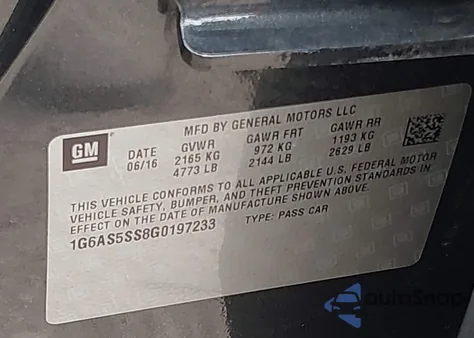 MFD BY GENERAL MOTORS LLC
GM
DATE GVWR GAWR FRT GAWR RR
06/16 2165 KG 972 KG 1193 KG
4773 LB 2144 LB 2629 LB
THIS VEHICLE CONFORMS TO ALL APPLICABLE U.S. FEDERAL MOTOR
VEHICLE SAFETY, BUMPER, AND THEFT PREVENTION STANDARDS IN
EFFECT ON THE DATE OF MANUFACTURE SHOWN ABOVE.
1G6AS5SS8G0197233 TYPE: PASS CAR
autoSnap